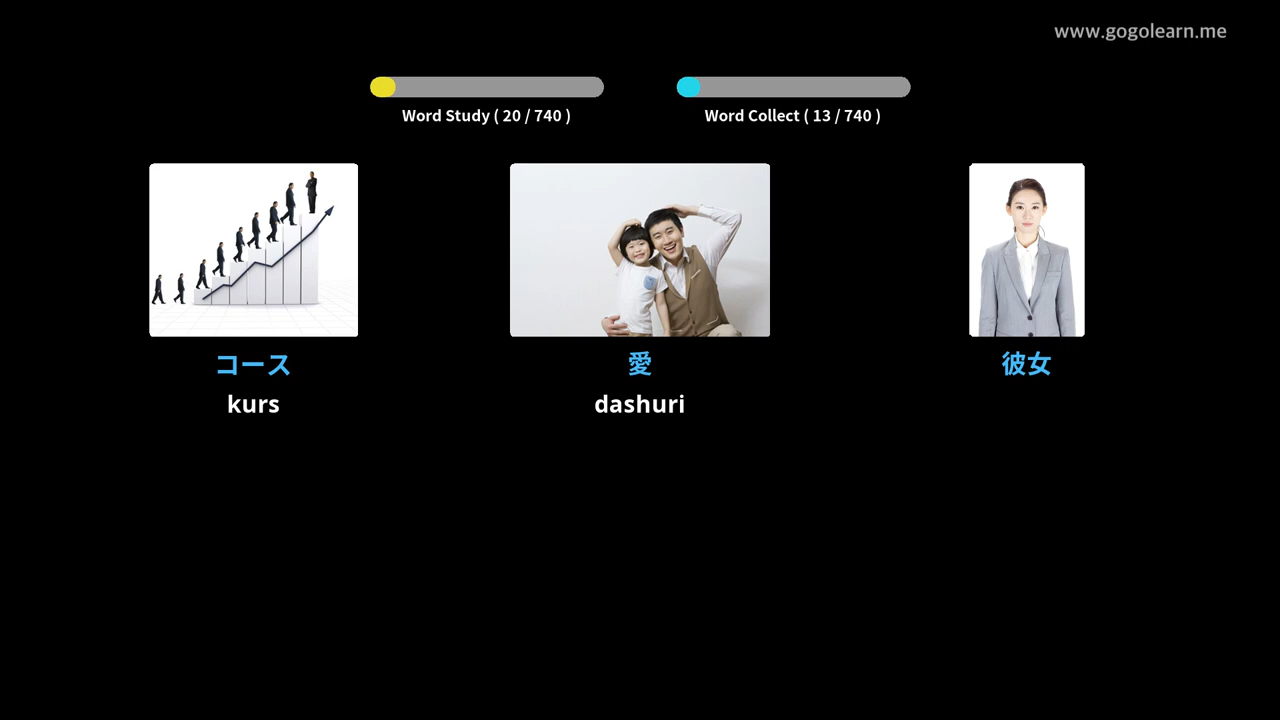 www.gogolearn.me
Word Study ( 20 / 740 )
Word Collect ( 13 / 740 )
コース
愛
彼女
kurs
dashuri